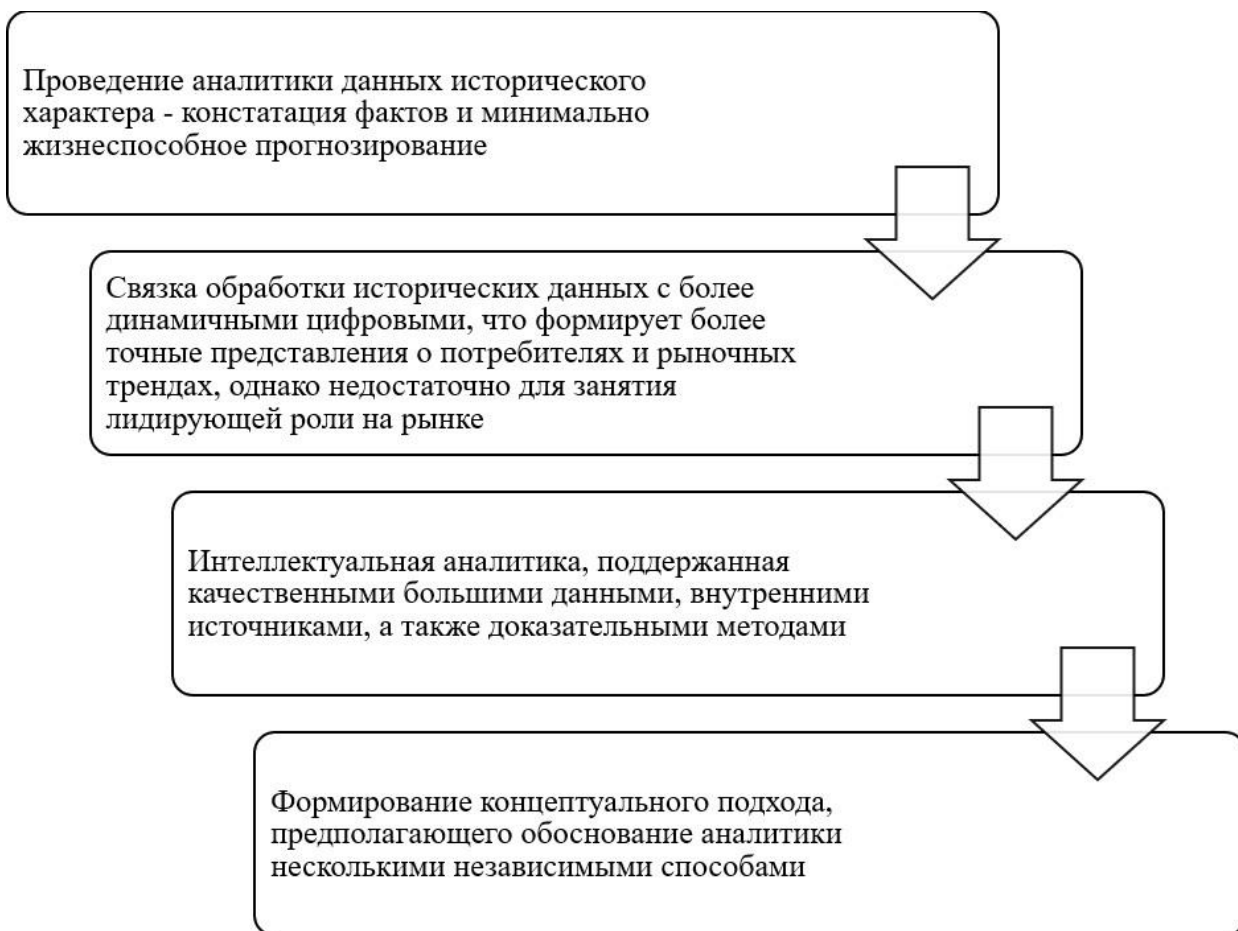 Проведение аналитики данных исторического
характера - констатация фактов и минимально
жизнеспособное прогнозирование
Связка обработки исторических данных с более
динамичными цифровыми, что формирует более
точные представления о потребителях и рыночных
трендах, однако недостаточно для занятия
лидирующей роли на рынке
Интеллектуальная аналитика, поддержанная
качественными большими данными, внутренними
источниками, а также доказательными методами
Формирование концептуального подхода,
предполагающего обоснование аналитики
несколькими независимыми способами